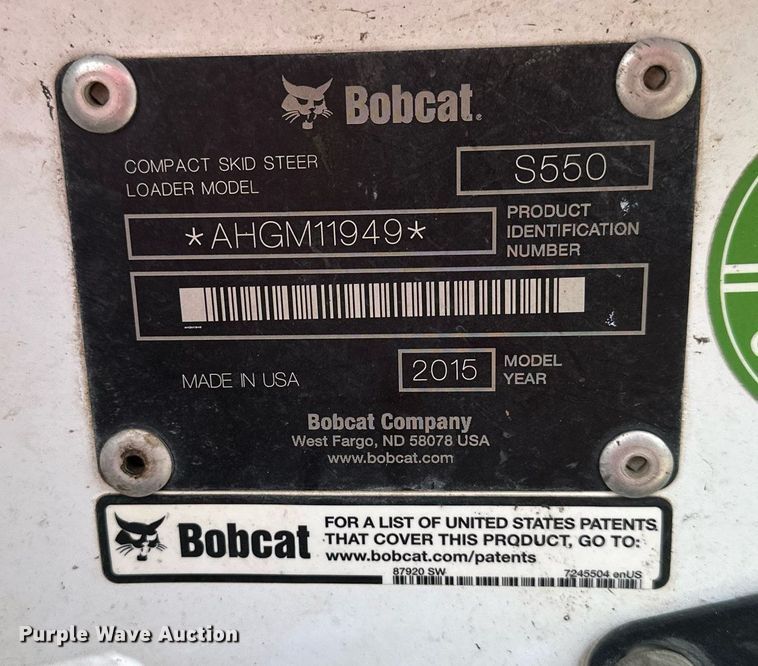 Bobcat.
COMPACT SKID STEER
LOADER MODEL
S550
*AHGM11949*
PRODUCT
IDENTIFICATION
NUMBER
MADE IN USA
2015
MODEL
YEAR
Bobcat Company
West Fargo, ND 58078 USA
www.bobcat.com
Bobcat
FOR A LIST OF UNITED STATES PATENTS
THAT COVER THIS PRODUCT, GO TO:
www.bobcat.com/patents
87920 SW
7245504 enUS
Purple Wave Auction